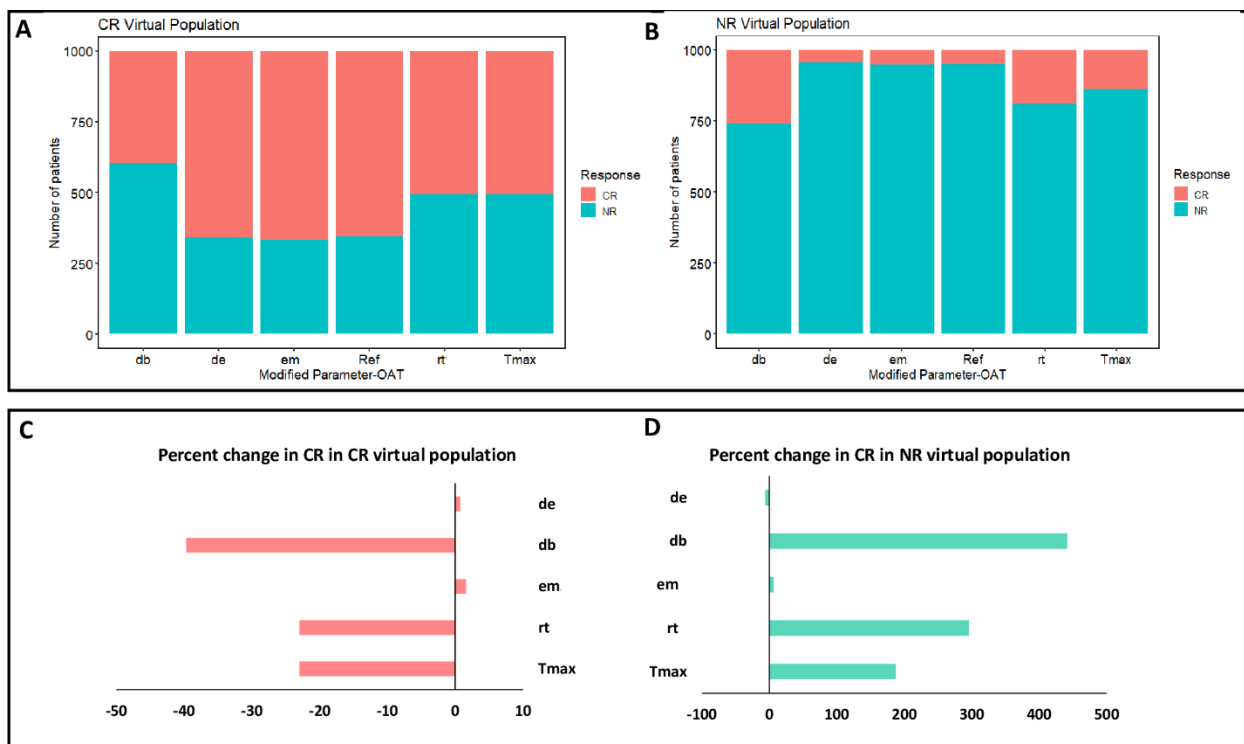 A
CR Virtual Population
1000
750
500
250
0
Number of patients
db de em Ref rt Tmax
Modified Parameter-OAT
Response
CR
NR
B
NR Virtual Population
1000
750
500
250
0
Number of patients
db de em Ref rt Tmax
Modified Parameter-OAT
Response
CR
NR
C
Percent change in CR in CR virtual population
de
db
em
rt
Tmax
-50 -40 -30 -20 -10 0 10
D
Percent change in CR in NR virtual population
de
db
em
rt
Tmax
-100 0 100 200 300 400 500